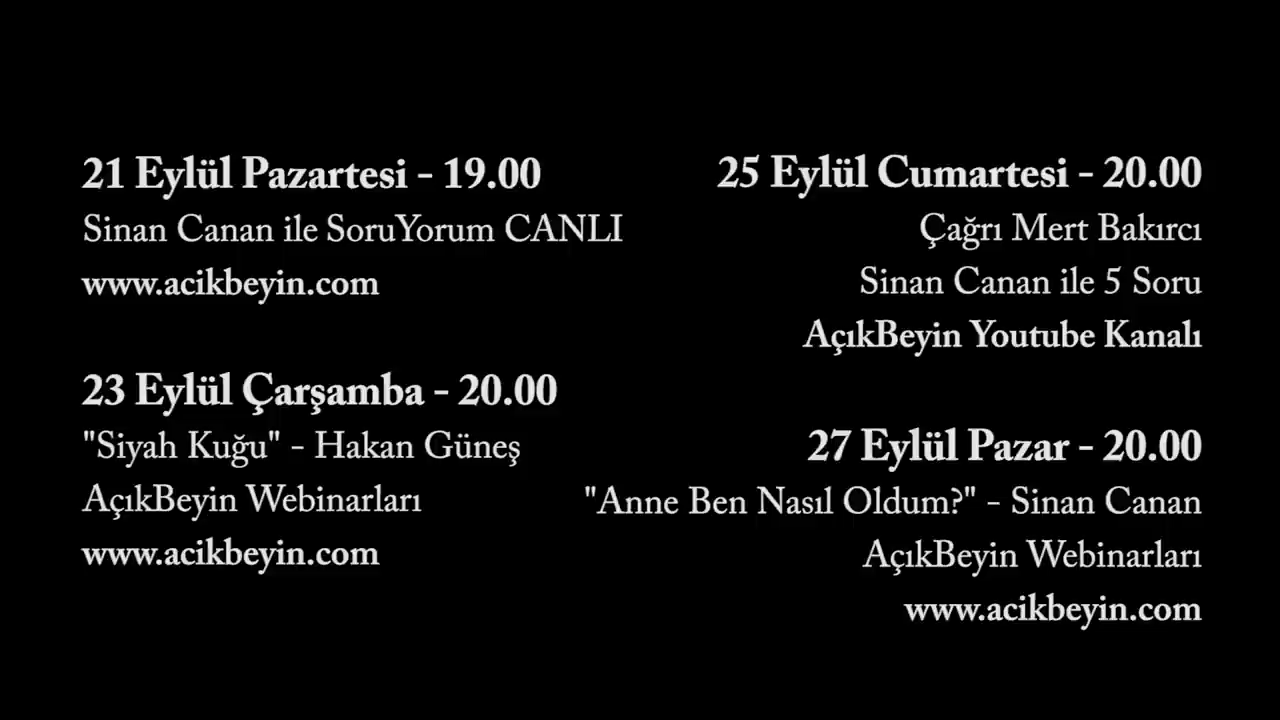 21 Eylül Pazartesi - 19.00
Sinan Canan ile SoruYorum CANLI
www.acikbeyin.com
23 Eylül Çarşamba - 20.00
"Siyah Kuğu" - Hakan Güneş
AçıkBeyin Webinarları
www.acikbeyin.com
25 Eylül Cumartesi - 20.00
Çağrı Mert Bakırcı
Sinan Canan ile 5 Soru
AçıkBeyin Youtube Kanalı
27 Eylül Pazar - 20.00
"Anne Ben Nasıl Oldum?" - Sinan Canan
AçıkBeyin Webinarları
www.acikbeyin.com